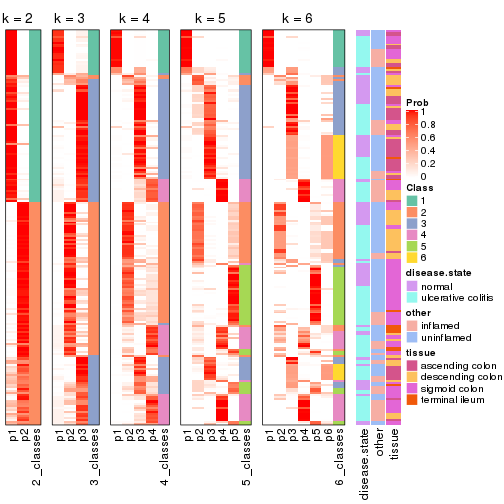 k = 2 k = 3 k = 4 k = 5 k = 6
Prob
1
0.8
0.6
0.4
0.2
0
Class
1
2
3
4
5
6
disease.state
normal
ulcerative colitis
other
inflamed
uninflamed
tissue
ascending colon
descending colon
sigmoid colon
terminal ileum
p1 p2 2_classes p1 p2 p3 3_classes p1 p2 p3 p4 4_classes p1 p2 p3 p4 p5 5_classes p1 p2 p3 p4 p5 p6 6_classes disease.state other tissue